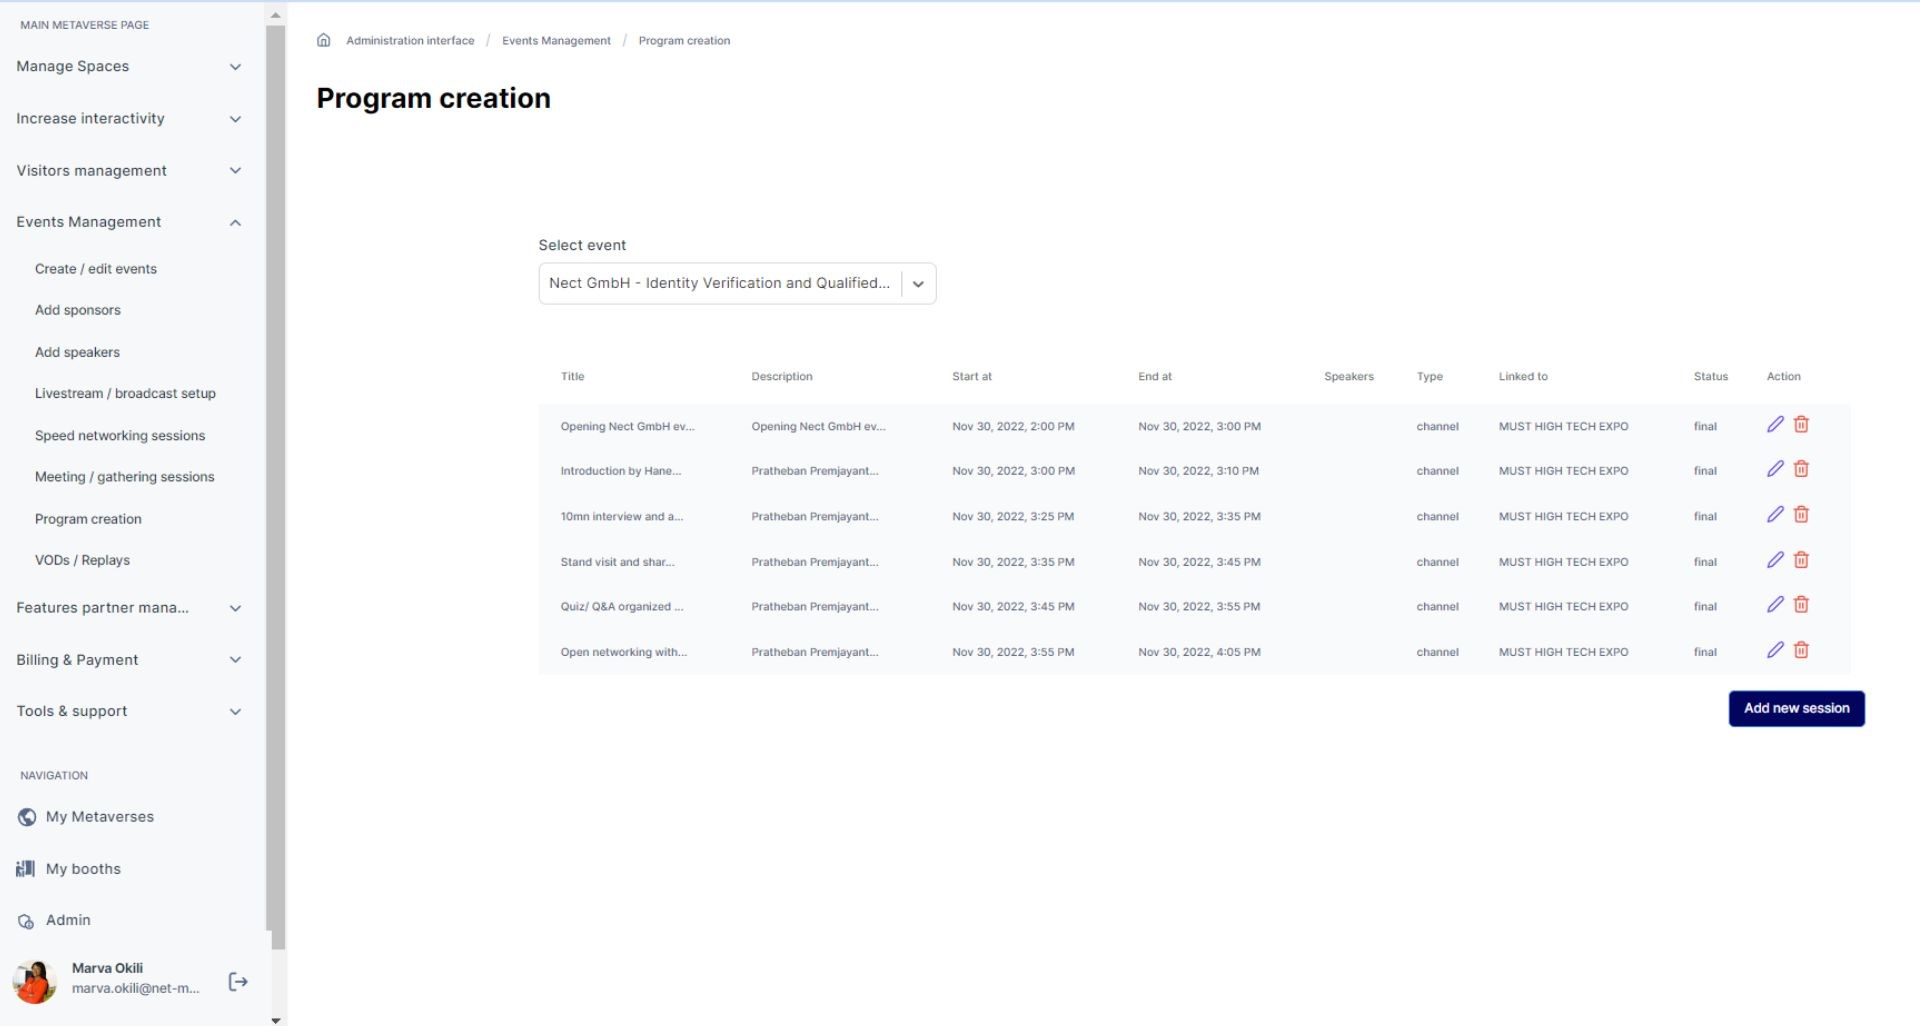 MAIN METAVERSE PAGE
Manage Spaces
Increase interactivity
Visitors management
Events Management
Create / edit events
Add sponsors
Add speakers
Livestream / broadcast setup
Speed networking sessions
Meeting / gathering sessions
Program creation
VODs / Replays
Features partner mana...
Billing & Payment
Tools & support
NAVIGATION
My Metaverses
My booths
Admin
Marva Okili
marva.okili@net-m...
Administration interface / Events Management / Program creation
Program creation
Select event
Nect GmbH - Identity Verification and Qualified...
Title Description Start at End at Speakers Type Linked to Status Action
Opening Nect GmbH ev... Opening Nect GmbH ev... Nov 30, 2022, 2:00 PM Nov 30, 2022, 3:00 PM channel MUST HIGH TECH EXPO final
Introduction by Hane... Pratheban Premjayant... Nov 30, 2022, 3:00 PM Nov 30, 2022, 3:10 PM channel MUST HIGH TECH EXPO final
10mn interview and a... Pratheban Premjayant... Nov 30, 2022, 3:25 PM Nov 30, 2022, 3:35 PM channel MUST HIGH TECH EXPO final
Stand visit and shar... Pratheban Premjayant... Nov 30, 2022, 3:35 PM Nov 30, 2022, 3:45 PM channel MUST HIGH TECH EXPO final
Quiz/ Q&A organized ... Pratheban Premjayant... Nov 30, 2022, 3:45 PM Nov 30, 2022, 3:55 PM channel MUST HIGH TECH EXPO final
Open networking with... Pratheban Premjayant... Nov 30, 2022, 3:55 PM Nov 30, 2022, 4:05 PM channel MUST HIGH TECH EXPO final
Add new session